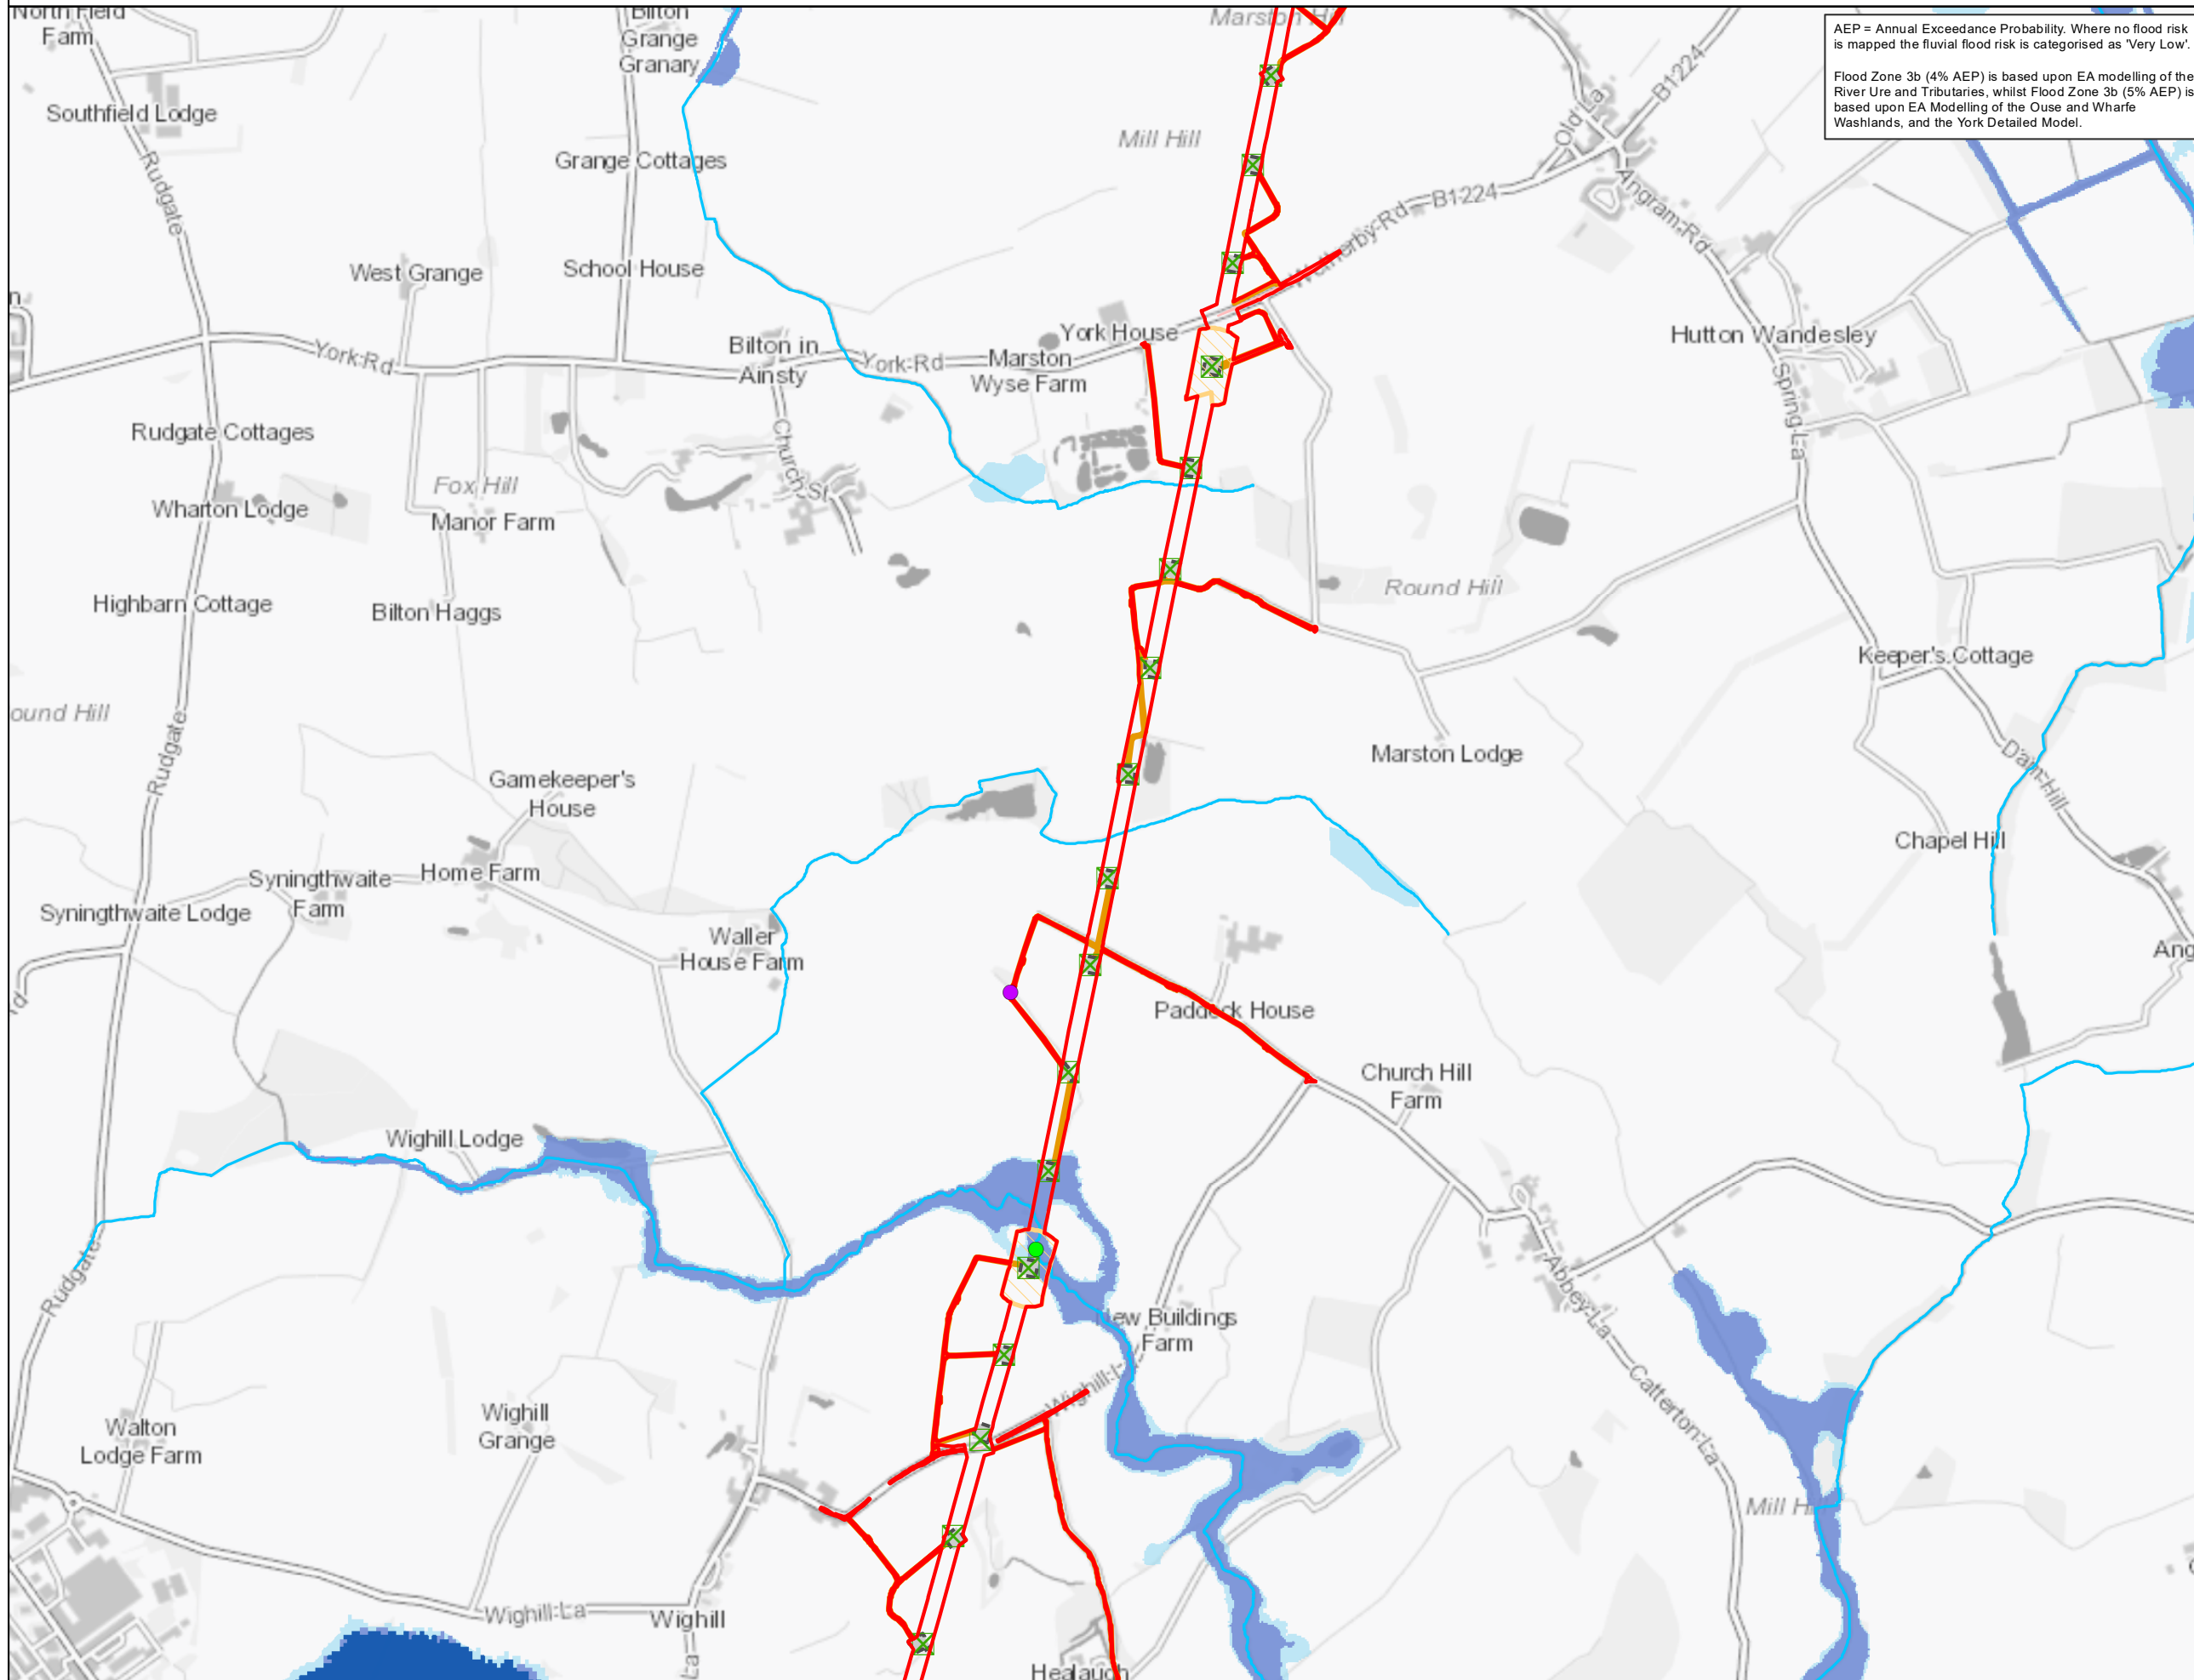 North Field
Farm
Bilton
Grange
Granary
Marston Hill
AEP = Annual Exceedance Probability. Where no flood risk
is mapped the fluvial flood risk is categorised as 'Very Low'.
Flood Zone 3b (4% AEP) is based upon EA modelling of the
River Ure and Tributaries, whilst Flood Zone 3b (5% AEP) is
based upon EA Modelling of the Ouse and Wharfe
Washlands, and the York Detailed Model.
Southfield Lodge
B1224
Old La
Mill Hill
Grange Cottages
Rudgate
Angram Rd
B1224
Wetherby Rd
West Grange
School House
York House
Hutton Wandesley
York Rd
Bilton in
Ainsty
York Rd
Marston
Wyse Farm
Spring La
Rudgate Cottages
Church St
Fox Hill
Wharton Lodge
Manor Farm
Round Hill
Highbarn Cottage
Bilton Haggs
Keeper's Cottage
ound Hill
Rudgate
Marston Lodge
Dam Hill
Gamekeeper's
House
Chapel Hill
Syningthwaite
Farm
Home Farm
Syningthwaite Lodge
Waller
House Farm
Ang
rd
Paddock House
Church Hill
Farm
Wighill Lodge
Rudgate
Abbey La
New Buildings
Farm
Wighill L
Catterton La
Walton
Lodge Farm
Wighill
Grange
Mill H
Wighill La
Wighill
La
Healaugh